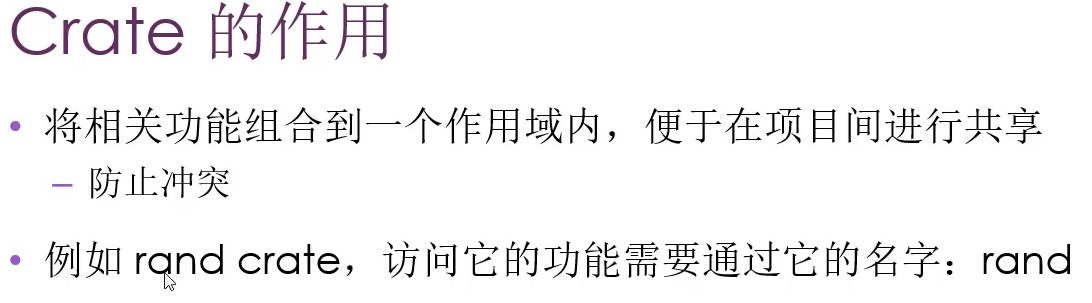 Crate 的作用
• 将相关功能组合到一个作用域内，便于在项目间进行共享
– 防止冲突
• 例如 rand crate，访问它的功能需要通过它的名字：rand